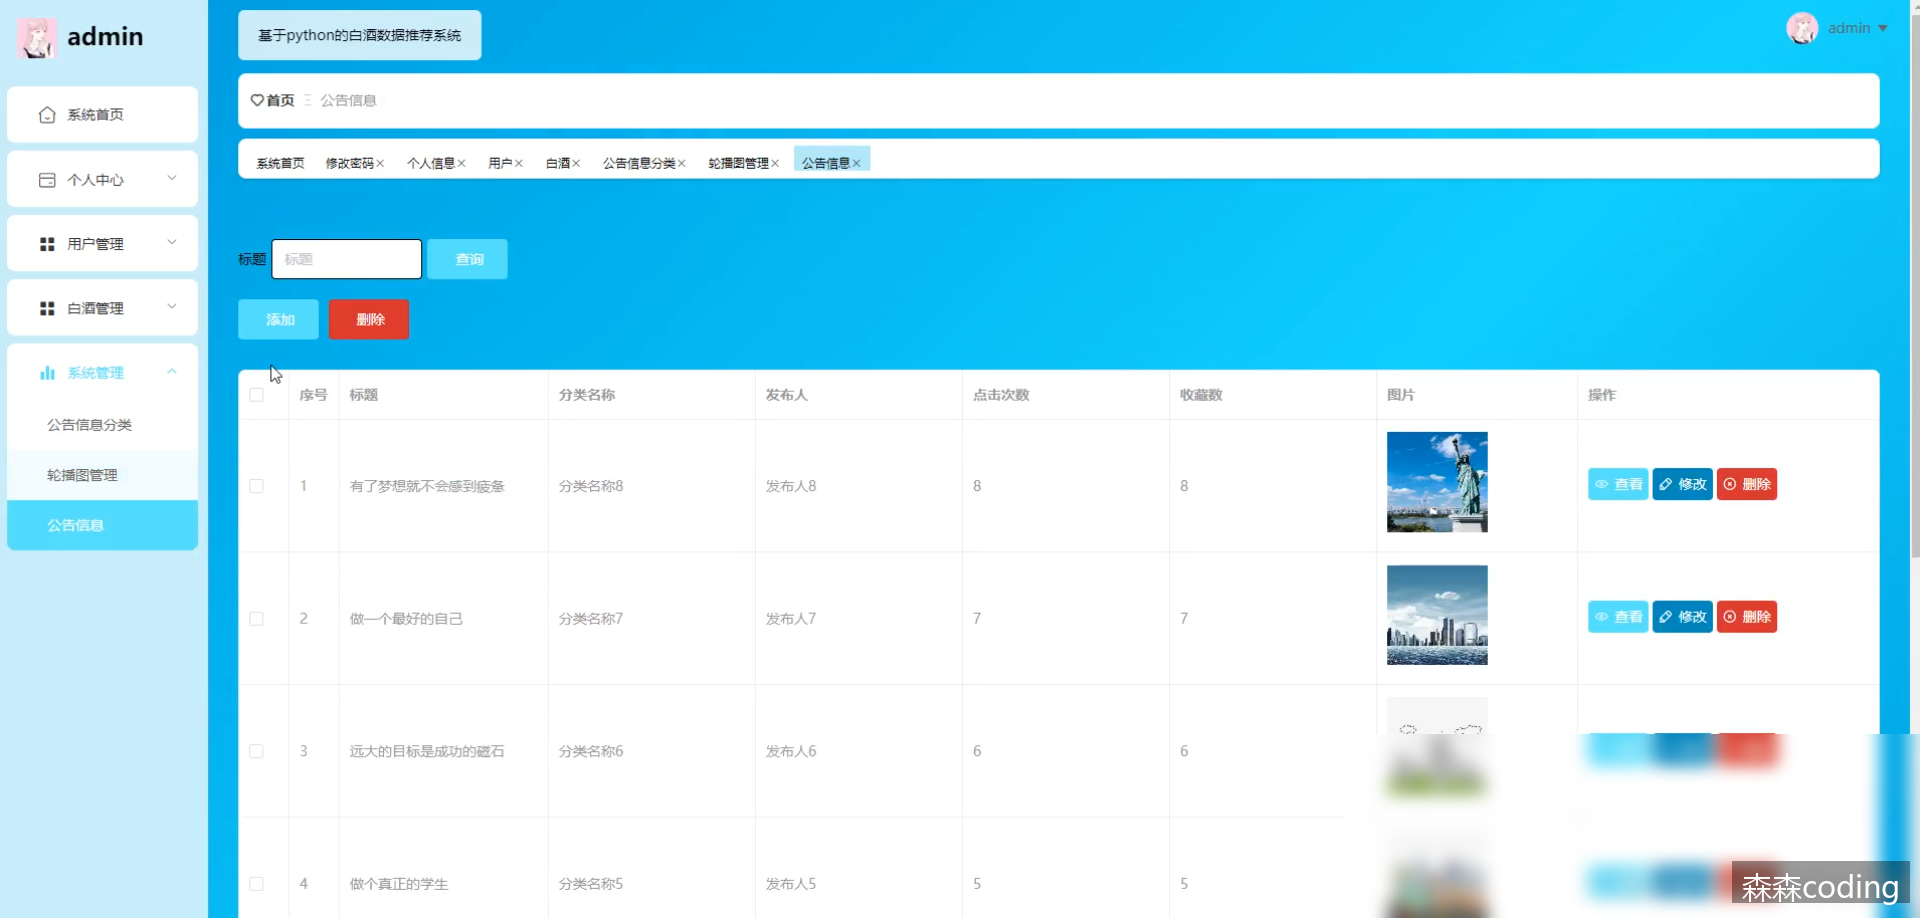 admin
基于python的白酒数据推荐系统
admin
首页 公告信息
系统首页 修改密码× 个人信息× 用户× 白酒× 公告信息分类× 轮播图管理× 公告信息×
系统首页
个人中心
用户管理
白酒管理
系统管理
公告信息分类
轮播图管理
公告信息
标题 标题 查询
添加 删除
序号 标题 分类名称 发布人 点击次数 收藏数 图片 操作
1 有了梦想就不会感到疲惫 分类名称8 发布人8 8 8 查看 修改 删除
2 做一个最好的自己 分类名称7 发布人7 7 7 查看 修改 删除
3 远大的目标是成功的磁石 分类名称6 发布人6 6 6
4 做个真正的学生 分类名称5 发布人5 5 5
森森coding